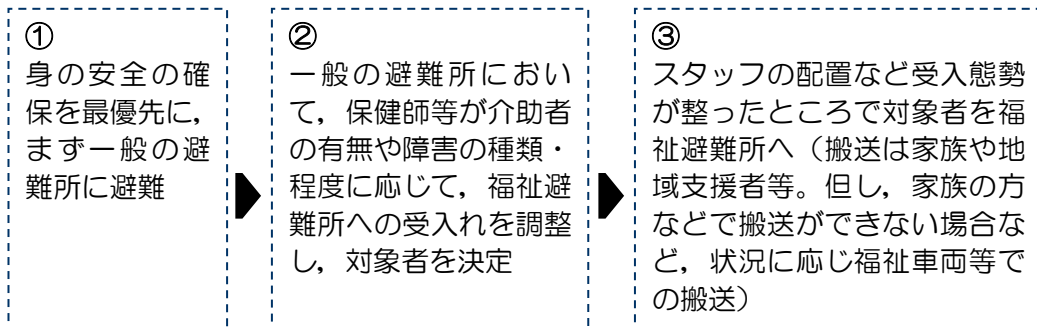 ①
身の安全の確
保を最優先に，
まず一般の避
難所に避難
②
一般の避難所におい
て，保健師等が介助者
の有無や障害の種類・
程度に応じて，福祉避
難所への受入れを調整
し，対象者を決定
③
スタッフの配置など受入態勢
が整ったところで対象者を福
祉避難所へ（搬送は家族や地
域支援者等。但し，家族の方
などで搬送ができない場合な
ど，状況に応じ福祉車両等で
の搬送）